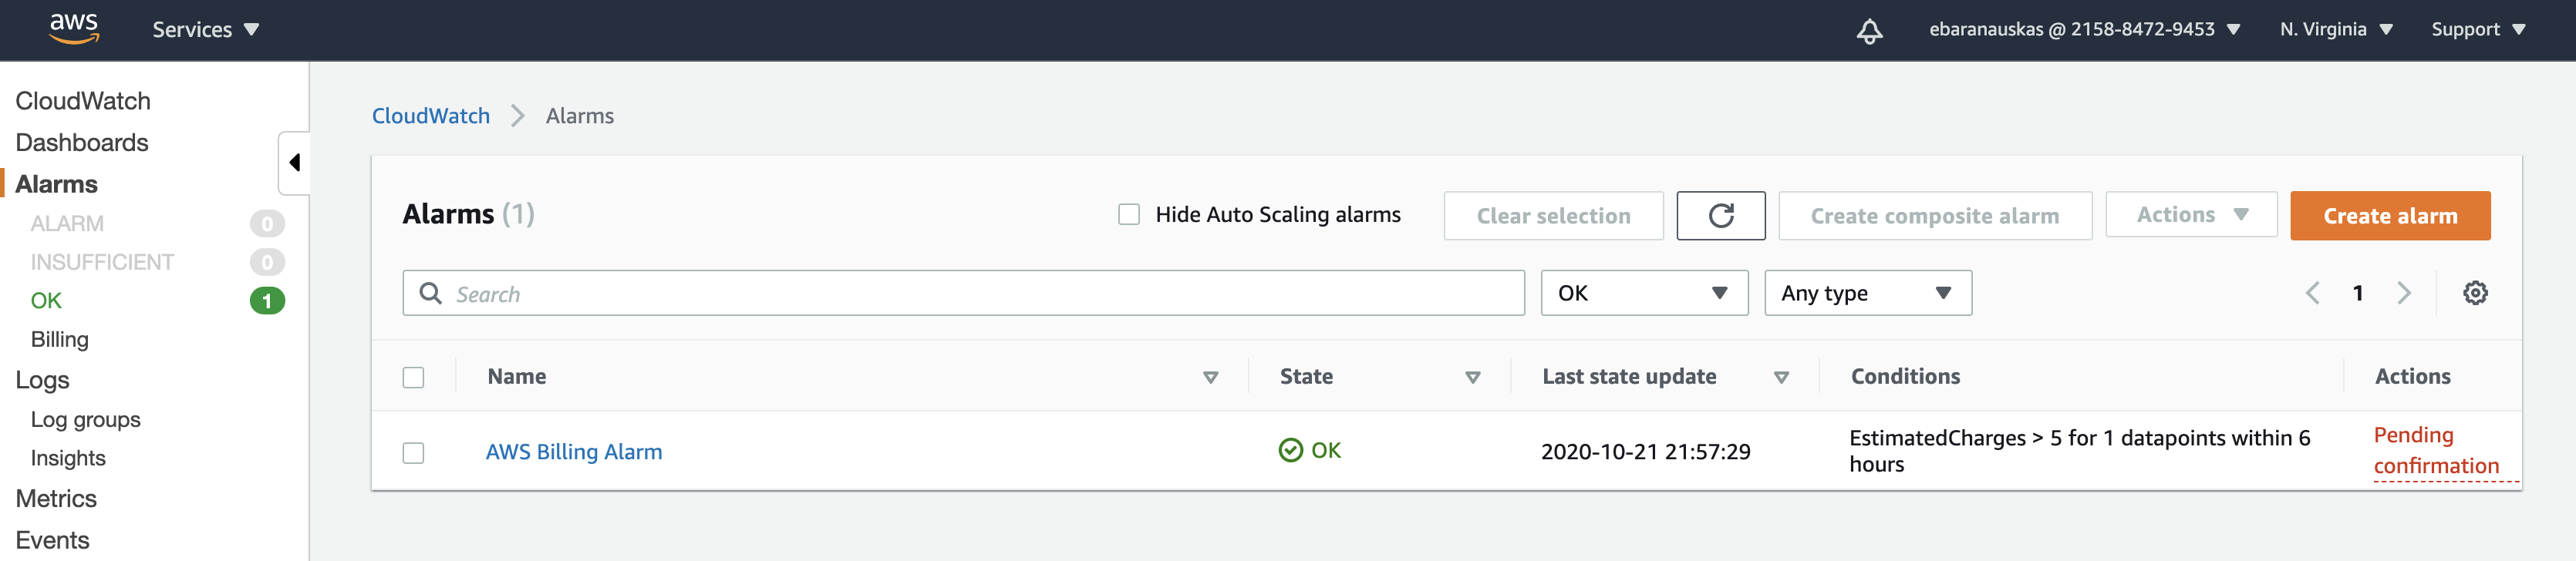 aws
Services
ebaranauskas @ 2158-8472-9453
N. Virginia
Support
CloudWatch
Dashboards
Alarms
ALARM 0
INSUFFICIENT 0
OK 1
Billing
Logs
Log groups
Insights
Metrics
Events
CloudWatch Alarms
Alarms (1)
Hide Auto Scaling alarms
Clear selection
Create composite alarm
Actions
Create alarm
Search
OK
Any type
1
Name
State
Last state update
Conditions
Actions
AWS Billing Alarm
OK
2020-10-21 21:57:29
EstimatedCharges > 5 for 1 datapoints within 6
hours
Pending
confirmation